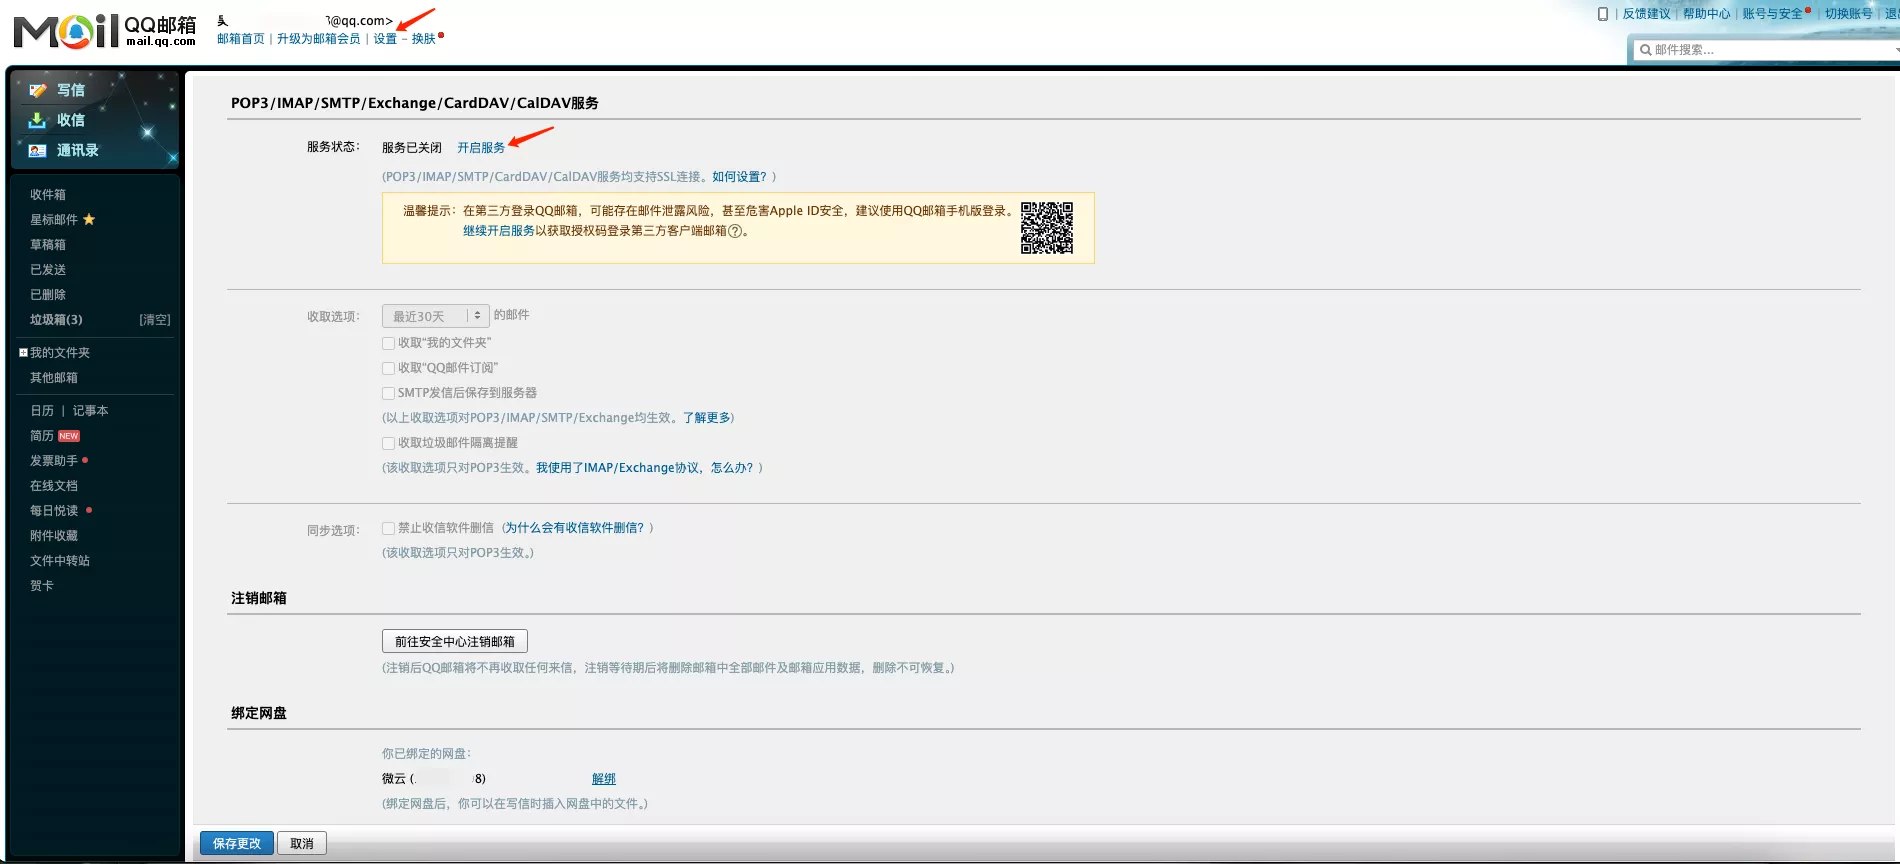 Mail QQ邮箱
mail.qq.com
@qq.com>
邮箱首页 | 升级为邮箱会员 | 设置 - 换肤
| 反馈建议 | 帮助中心 | 账号与安全 | 切换账号 | 退
邮件搜索...
写信
收信
通讯录
收件箱
星标邮件
草稿箱
已发送
已删除
垃圾箱(3) [清空]
我的文件夹
其他邮箱
日历 | 记事本
简历 NEW
发票助手
在线文档
每日悦读
附件收藏
文件中转站
贺卡
POP3/IMAP/SMTP/Exchange/CardDAV/CalDAV服务
服务状态： 服务已关闭 开启服务
(POP3/IMAP/SMTP/CardDAV/CalDAV服务均支持SSL连接。如何设置？)
温馨提示：在第三方登录QQ邮箱，可能存在邮件泄露风险，甚至危害Apple ID安全，建议使用QQ邮箱手机版登录。
继续开启服务以获取授权码登录第三方客户端邮箱?。
收取选项： 最近30天 的邮件
收取“我的文件夹”
收取“QQ邮件订阅”
SMTP发信后保存到服务器
(以上收取选项对POP3/IMAP/SMTP/Exchange均生效。了解更多)
收取垃圾邮件隔离提醒
(该收取选项只对POP3生效。我使用了IMAP/Exchange协议，怎么办？)
同步选项： 禁止收信软件删信 (为什么会有收信软件删信？)
(该收取选项只对POP3生效。)
注销邮箱
前往安全中心注销邮箱
(注销后QQ邮箱将不再收取任何来信，注销等待期后将删除邮箱中全部邮件及邮箱应用数据，删除不可恢复。)
绑定网盘
你已绑定的网盘：
微云 (. 8) 解绑
(绑定网盘后，你可以在写信时插入网盘中的文件。)
保存更改 取消